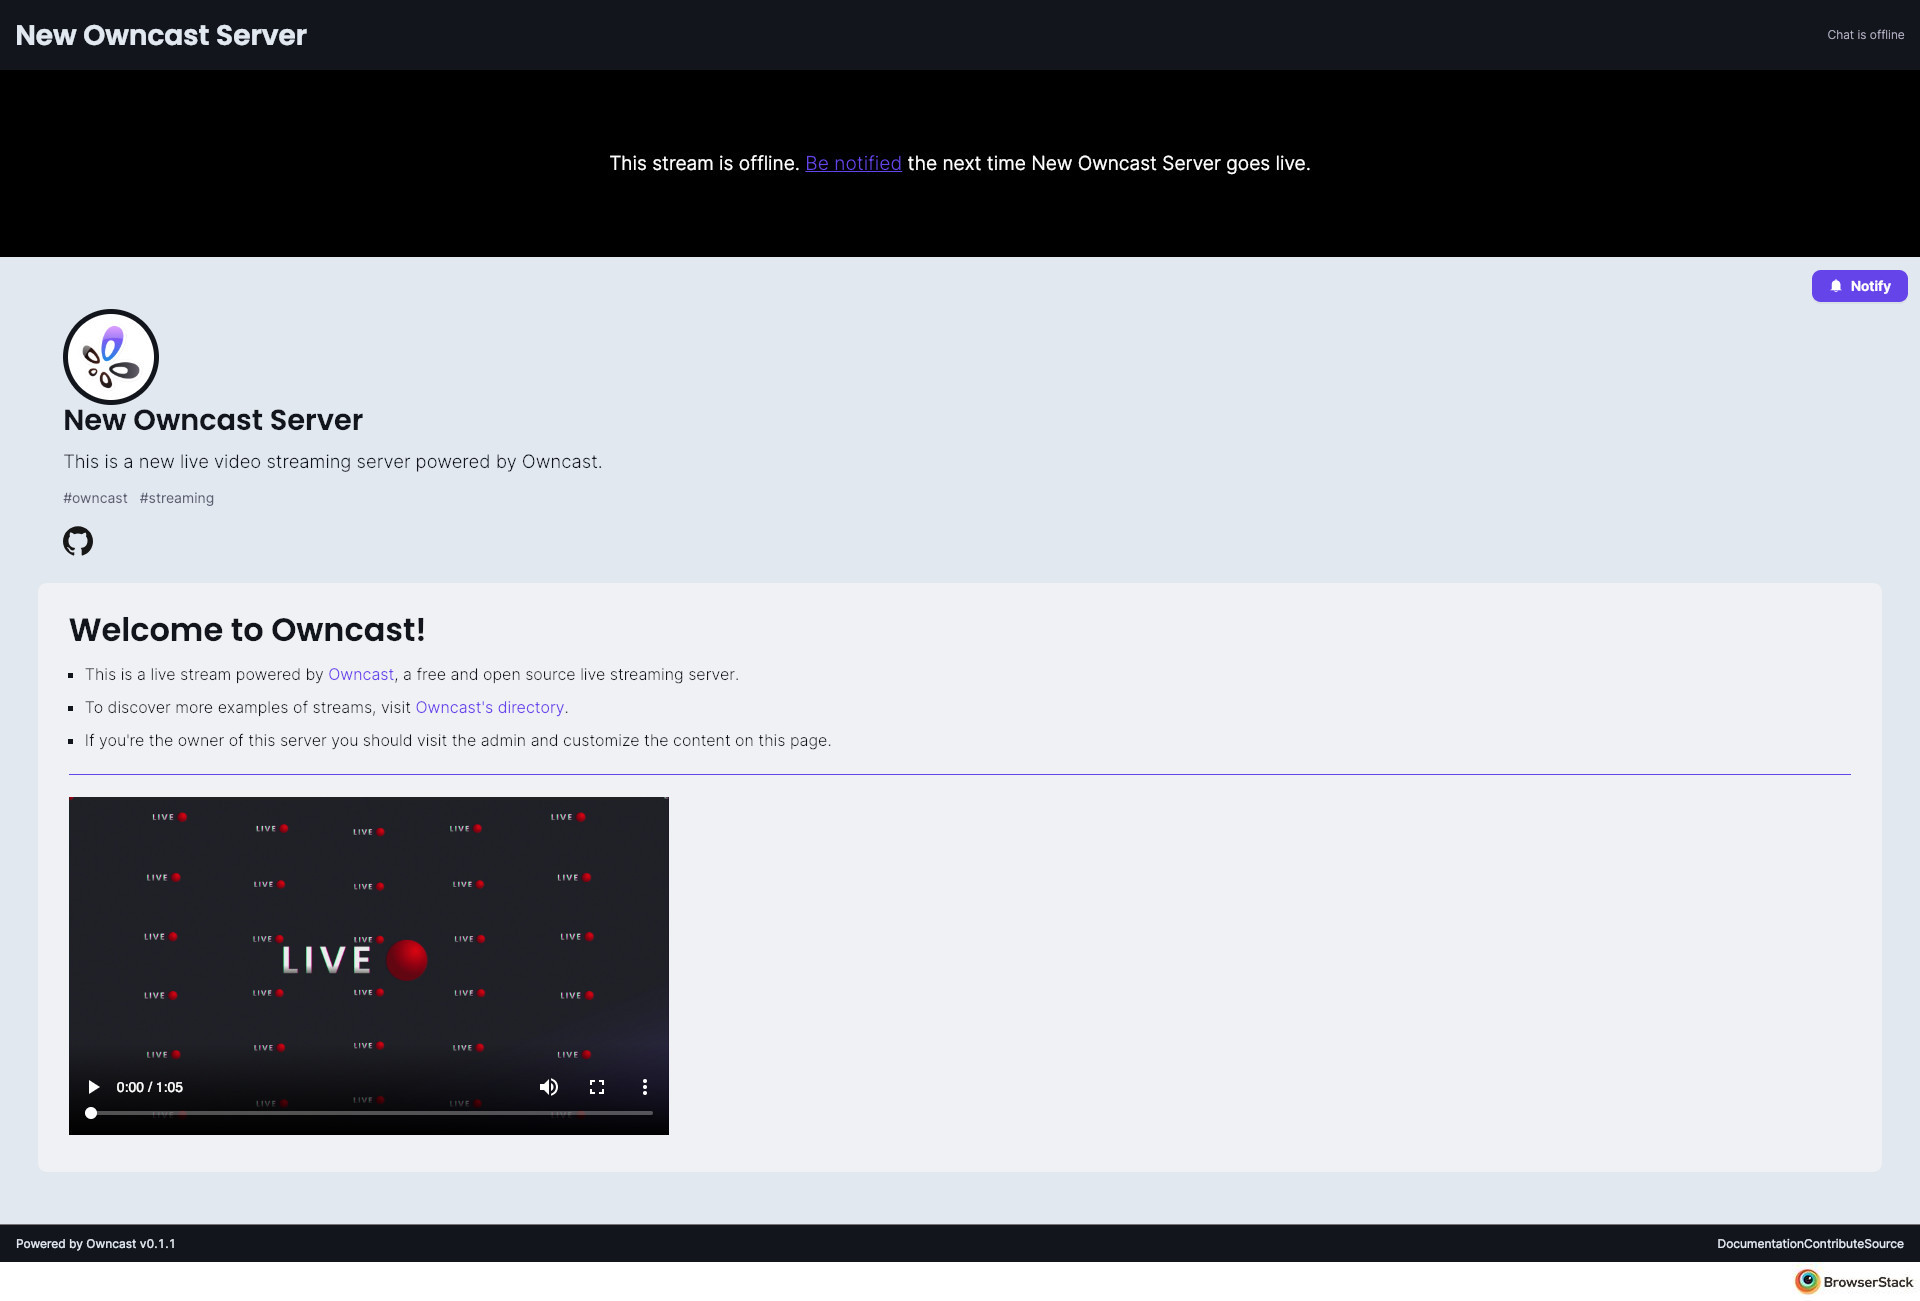 New Owncast Server
Chat is offline
This stream is offline. Be notified the next time New Owncast Server goes live.
Notify
New Owncast Server
This is a new live video streaming server powered by Owncast.
#owncast #streaming
Welcome to Owncast!
This is a live stream powered by Owncast, a free and open source live streaming server.
To discover more examples of streams, visit Owncast's directory.
If you're the owner of this server you should visit the admin and customize the content on this page.
LIVE LIVE LIVE LIVE LIVE
LIVE LIVE LIVE LIVE LIVE
LIVE LIVE LIVE LIVE LIVE
LIVE
LIVE LIVE LIVE LIVE LIVE
LIVE LIVE LIVE LIVE LIVE
0:00 / 1:05
LIVE LIVE LIVE LIVE LIVE
Powered by Owncast v0.1.1
DocumentationContributeSource
BrowserStack